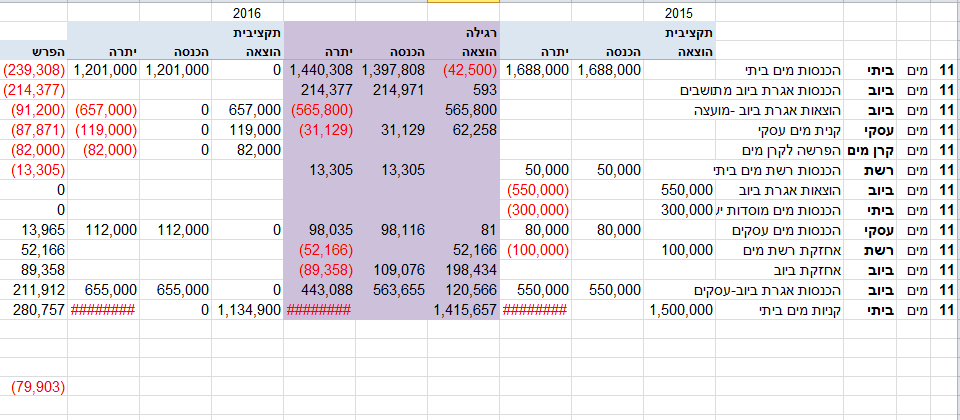 2015 2016
תקציבית רגילה תקציבית
הוצאה הכנסה יתרה הוצאה הכנסה יתרה הוצאה הכנסה יתרה הפרש
11 מים ביתי הכנסות מים ביתי 1,688,000 1,688,000 (42,500) 1,397,808 1,440,308 0 1,201,000 1,201,000 (239,308)
11 מים ביוב הכנסות אגרת ביוב מתושבים 593 214,971 214,377 (214,377)
11 מים ביוב הוצאות אגרת ביוב -מועצה 565,800 (565,800) 657,000 0 (657,000) (91,200)
11 מים עסקי קנית מים עסקי 62,258 31,129 (31,129) 119,000 0 (119,000) (87,871)
11 מים קרן מים הפרשה לקרן מים 82,000 0 (82,000) (82,000)
11 מים רשת הכנסות רשת מים ביתי 50,000 50,000 13,305 13,305 (13,305)
11 מים ביוב הוצאות אגרת ביוב 550,000 (550,000) 0
11 מים ביתי הכנסות מים מוסדות יע 300,000 (300,000) 0
11 מים עסקי הכנסות מים עסקים 80,000 80,000 81 98,116 98,035 0 112,000 112,000 13,965
11 מים רשת אחזקת רשת מים 100,000 (100,000) 52,166 (52,166) 52,166
11 מים ביוב אחזקת ביוב 198,434 109,076 (89,358) 89,358
11 מים ביוב הכנסות אגרת ביוב-עסקים 550,000 550,000 120,566 563,655 443,088 0 655,000 655,000 211,912
11 מים ביתי קניות מים ביתי 1,500,000 ######## 1,415,657 ######## 1,134,900 0 ######## 280,757
(79,903)